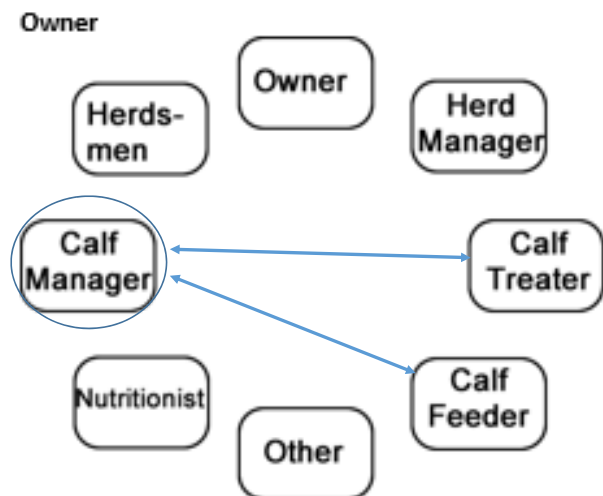 Owner
Owner
Herds-
men
Herd
Manager
Calf
Manager
Calf
Treater
Nutritionist
Calf
Feeder
Other